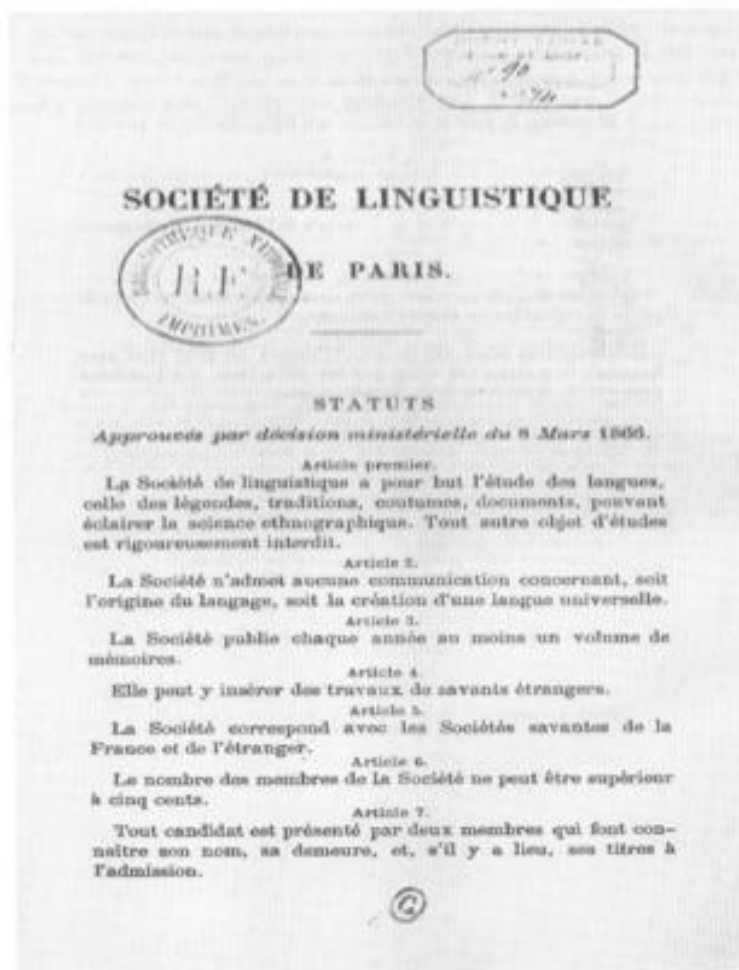 90
SOCIÉTÉ DE LINGUISTIQUE
BIBLIOTHÈQUE
R F
IMPRIMÉS.
DE PARIS.
STATUTS
Approuvés par décision ministérielle du 8 Mars 1866.
Article premier.
La Société de linguistique a pour but l'étude des langues,
celle des légendes, traditions, coutumes, documents, pouvant
éclairer la science ethnographique. Tout autre objet d'études
est rigoureusement interdit.
Article 2.
La Société n'admet aucune communication concernant, soit
l'origine du langage, soit la création d'une langue universelle.
Article 3.
La Société publie chaque année au moins un volume de
mémoires.
Article 4.
Elle peut y insérer des travaux de savants étrangers.
Article 5.
La Société correspond avec les Sociétés savantes de la
France et de l'étranger.
Article 6.
Le nombre des membres de la Société ne peut être supérieur
à cinq cents.
Article 7.
Tout candidat est présenté par deux membres qui font con-
naître son nom, sa demeure, et, s'il y a lieu, ses titres à
l'admission.